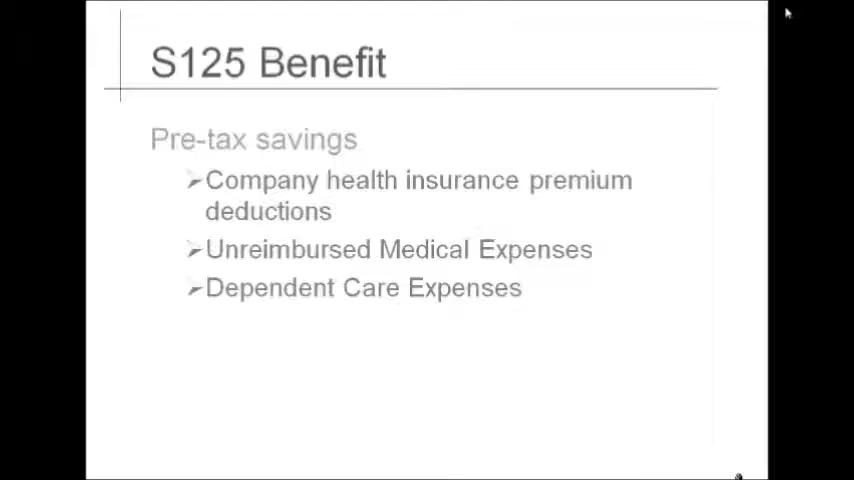 S125 Benefit
Pre-tax savings
➢Company health insurance premium
deductions
➢Unreimbursed Medical Expenses
➢Dependent Care Expenses